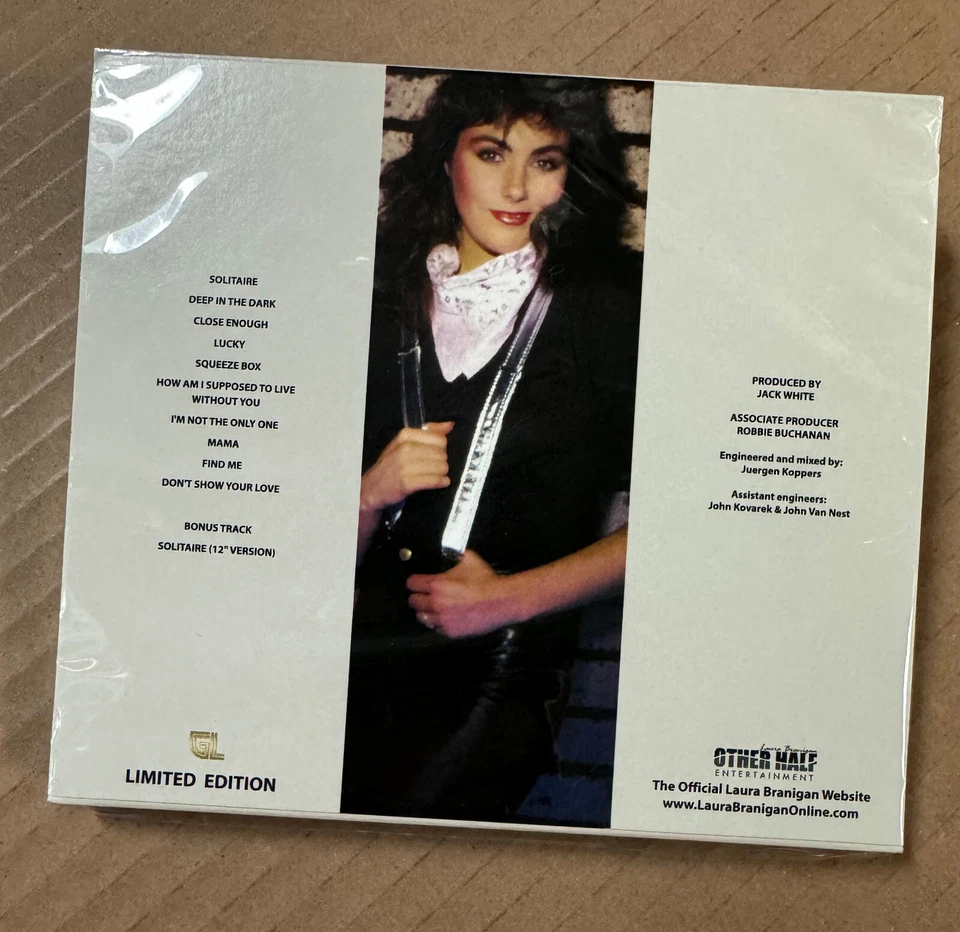 SOLITAIRE
DEEP IN THE DARK
CLOSE ENOUGH
LUCKY
SQUEEZE BOX
HOW AM I SUPPOSED TO LIVE
WITHOUT YOU
I'M NOT THE ONLY ONE
MAMA
FIND ME
DON'T SHOW YOUR LOVE
BONUS TRACK
SOLITAIRE (12" VERSION)
GL
LIMITED EDITION
PRODUCED BY
JACK WHITE
ASSOCIATE PRODUCER
ROBBIE BUCHANAN
Engineered and mixed by:
Juergen Koppers
Assistant engineers:
John Kovarek & John Van Nest
Laura Branigan
OTHER HALF
ENTERTAINMENT
The Official Laura Branigan Website
www.LauraBraniganOnline.com